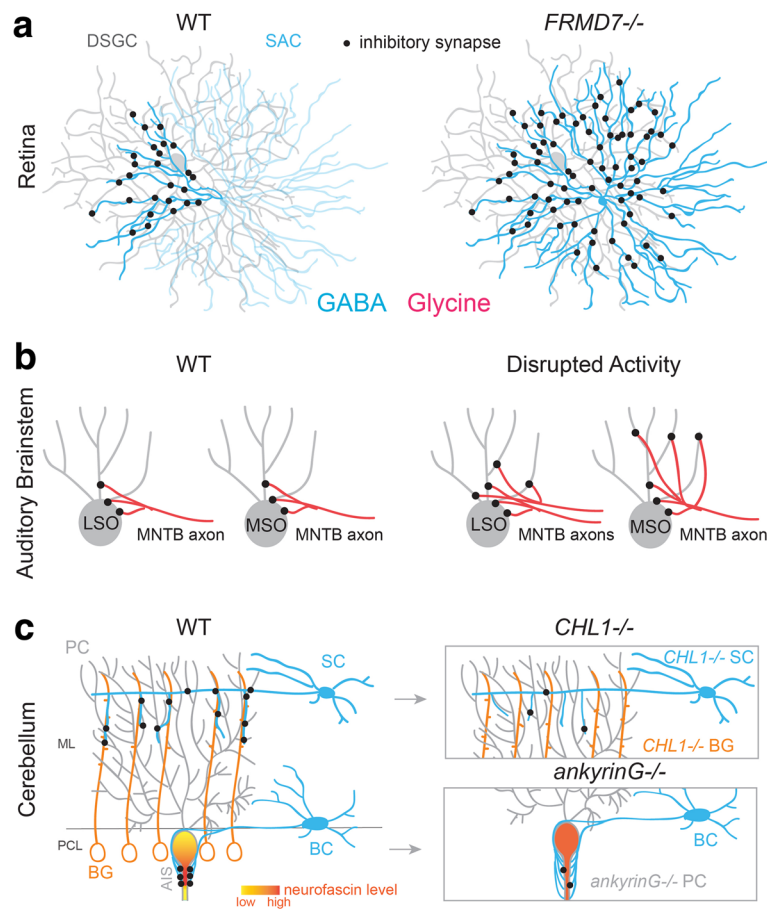 a
WT
FRMD7-/-
DSGC
SAC
inhibitory synapse
Retina
GABA Glycine
b
WT
Disrupted Activity
Auditory Brainstem
LSO
MNTB axon
MSO
MNTB axon
LSO
MNTB axons
MSO
MNTB axon
c
WT
CHL1-/-
Cerebellum
PC
SC
ML
PCL
BG
AIS
BC
neurofascin level
low high
CHL1-/- SC
CHL1-/- BG
ankyrinG-/-
BC
ankyrinG-/- PC